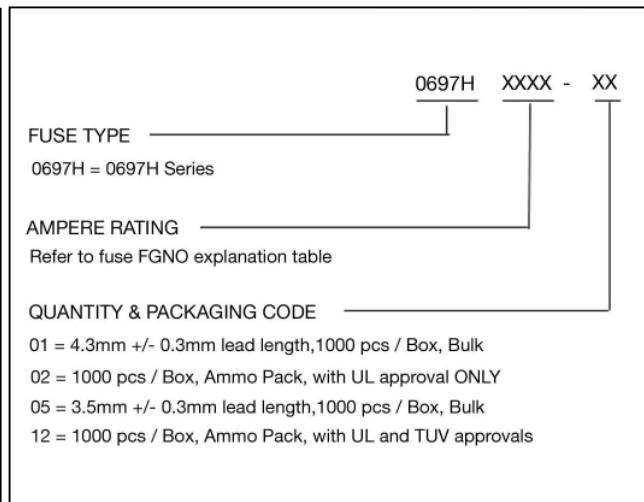 0697H XXXX - XX
FUSE TYPE
0697H = 0697H Series
AMPERE RATING
Refer to fuse FGNO explanation table
QUANTITY & PACKAGING CODE
01 = 4.3mm +/- 0.3mm lead length,1000 pcs / Box, Bulk
02 = 1000 pcs / Box, Ammo Pack, with UL approval ONLY
05 = 3.5mm +/- 0.3mm lead length,1000 pcs / Box, Bulk
12 = 1000 pcs / Box, Ammo Pack, with UL and TUV approvals